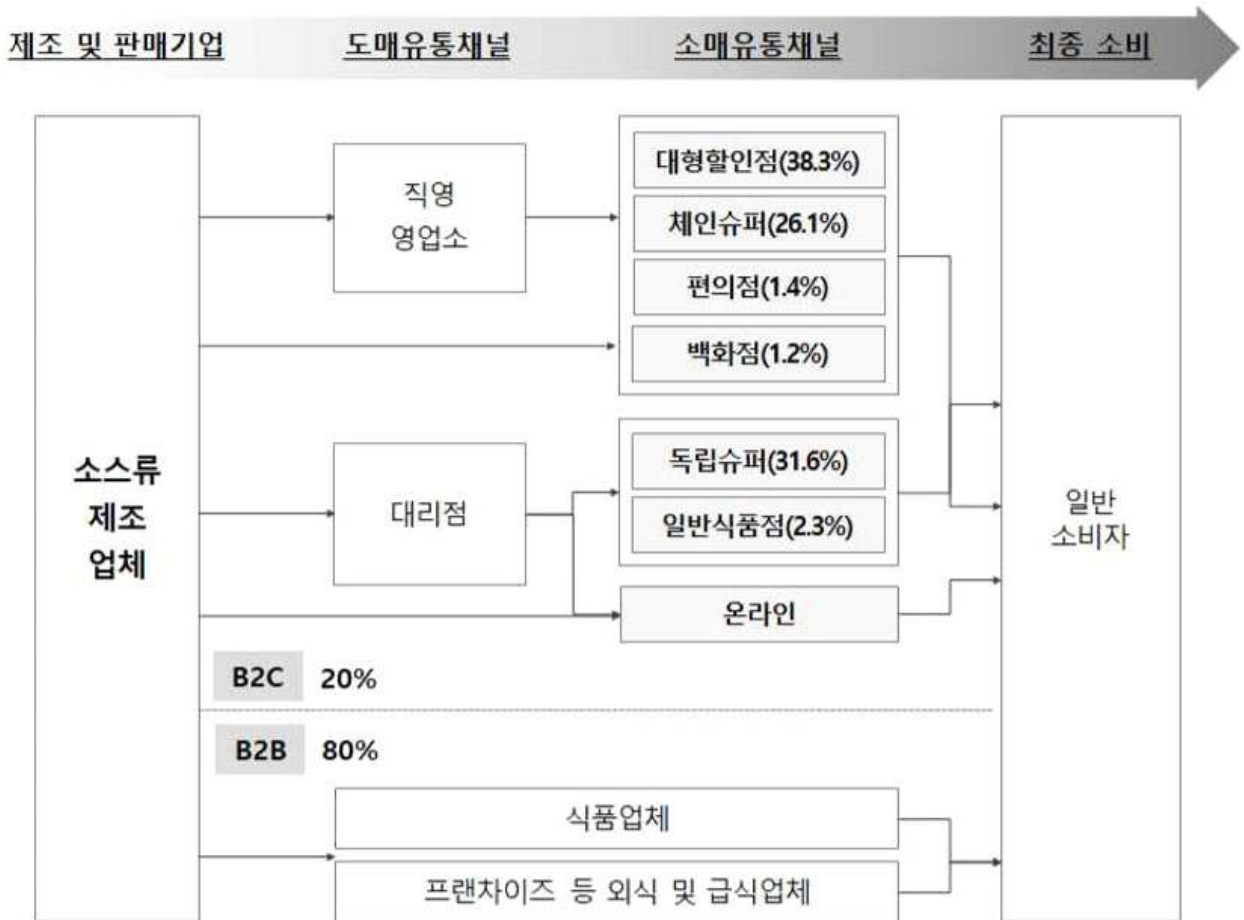 제조 및 판매기업
도매유통채널
소매유통채널
최종 소비
직영
영업소
대형할인점(38.3%)
체인슈퍼(26.1%)
편의점(1.4%)
백화점(1.2%)
소스류
제조
업체
대리점
독립슈퍼(31.6%)
일반식품점(2.3%)
온라인
일반
소비자
B2C 20%
B2B 80%
식품업체
프랜차이즈 등 외식 및 급식업체